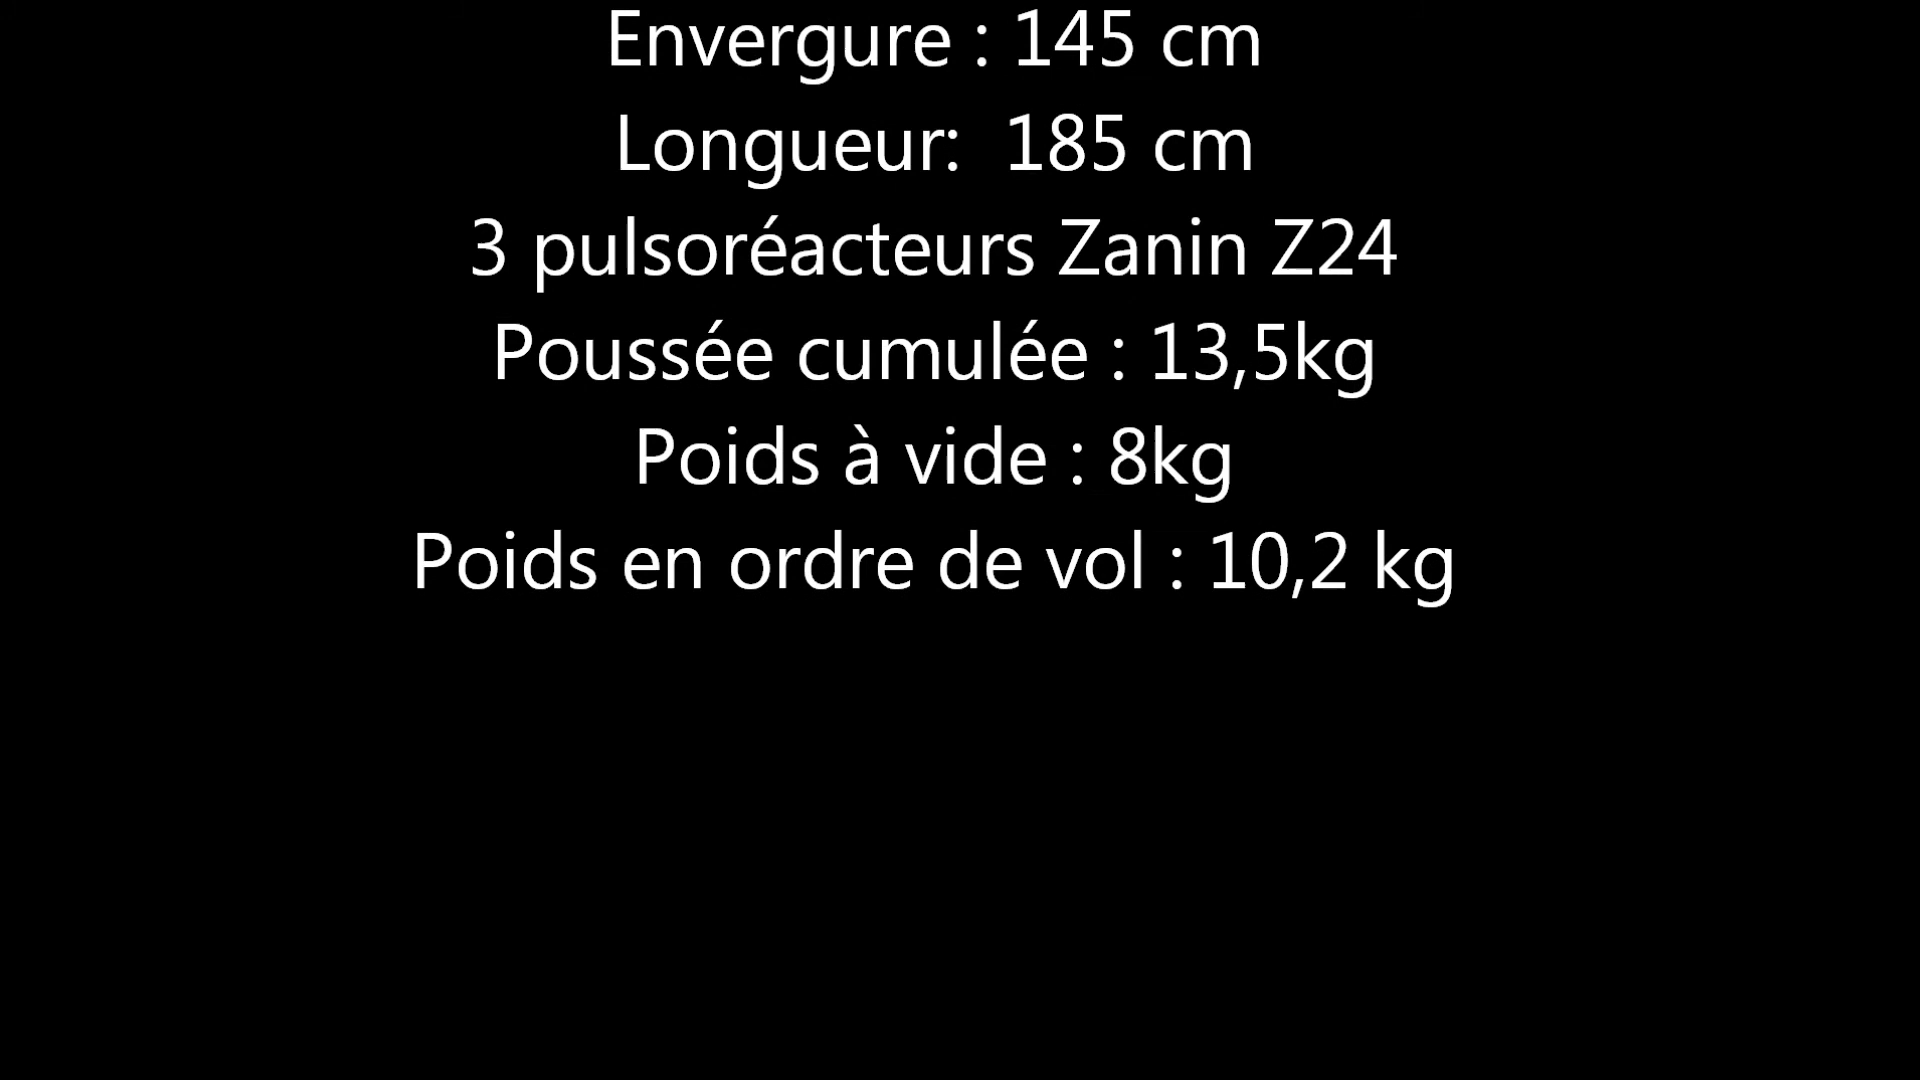 Envergure : 145 cm
Longueur:  185 cm
3 pulsoréacteurs Zanin Z24
Poussée cumulée : 13,5kg
Poids à vide : 8kg
Poids en ordre de vol : 10,2 kg